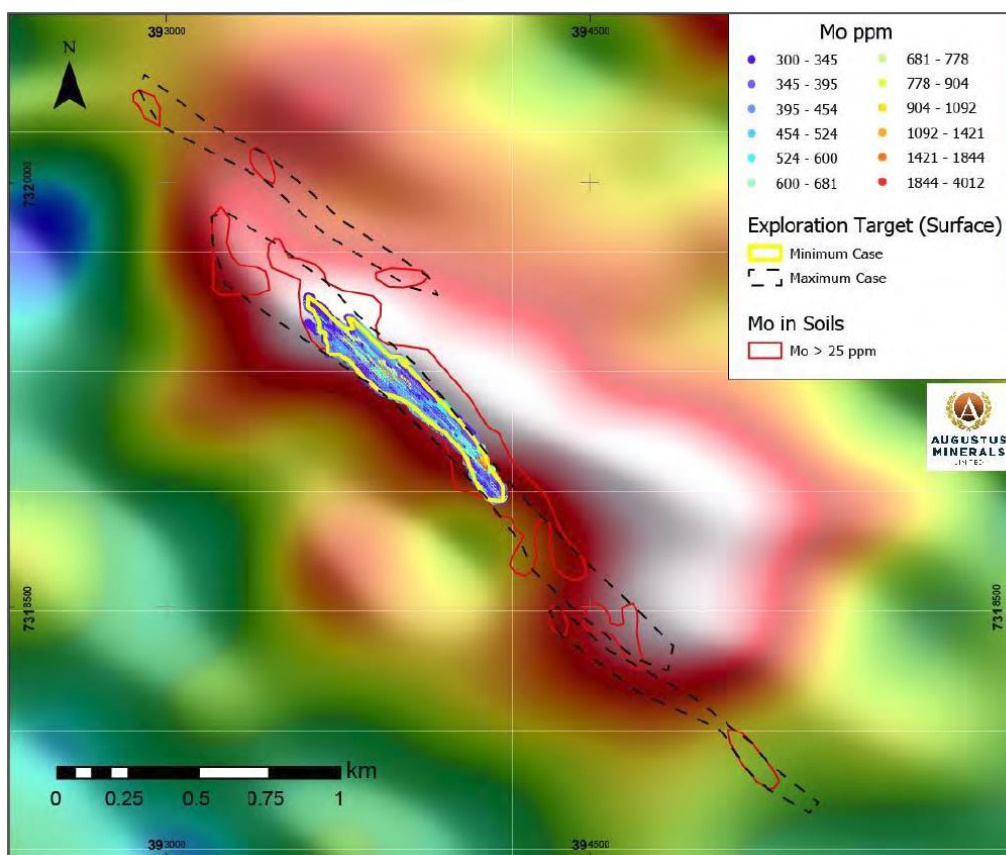 393000
394500
N
7320000
Mo ppm
300 - 345
345 - 395
395 - 454
454 - 524
524 - 600
600 - 681
681 - 778
778 - 904
904 - 1092
1092 - 1421
1421 - 1844
1844 - 4012
Exploration Target (Surface)
Minimum Case
Maximum Case
Mo in Soils
Mo > 25 ppm
A
AUGUSTUS
MINERALS
LIMITED
7318500
7318500
km
0 0.25 0.5 0.75 1
393000
394500